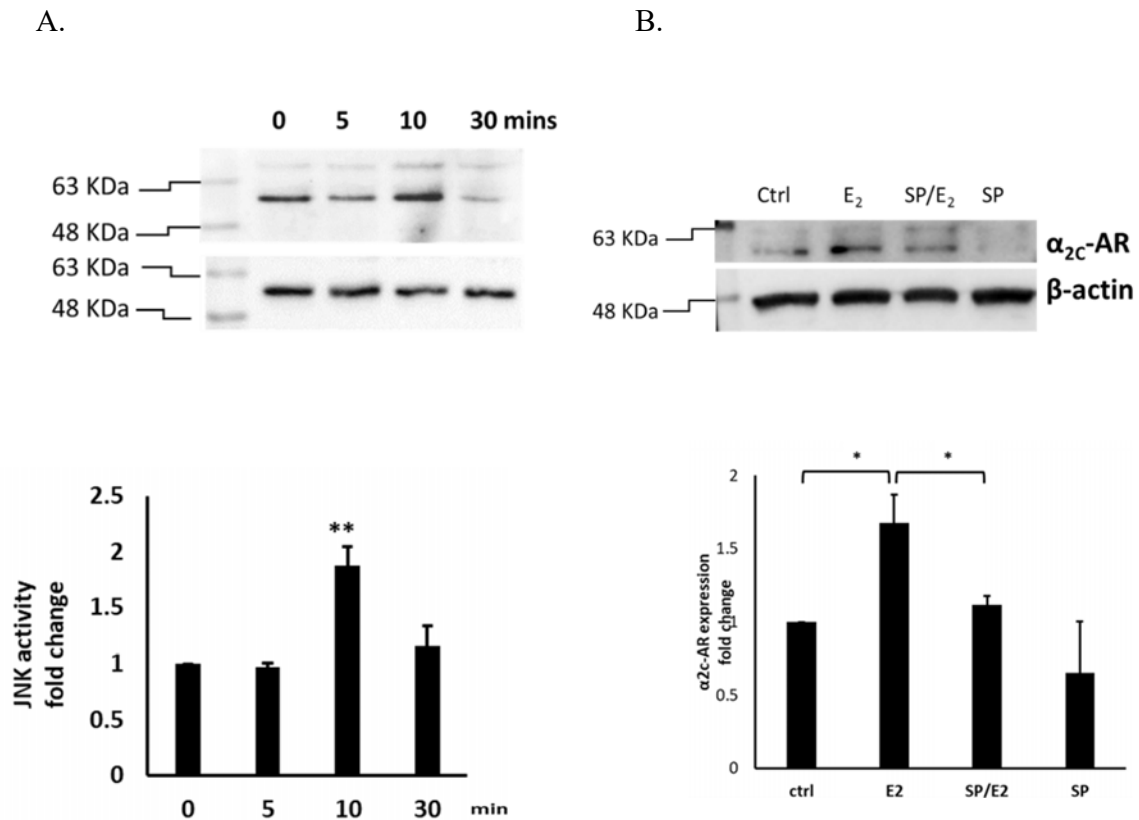 A.
B.
0 5 10 30 mins
63 KDa
48 KDa
63 KDa
48 KDa
Ctrl E₂ SP/E₂ SP
63 KDa
α₂C-AR
β-actin
48 KDa
JNK activity
fold change
2.5
2
**
1.5
1
0.5
0
0 5 10 30 min
α2c-AR expression
fold change
2
* *
1.5
1
0.5
0
ctrl E2 SP/E2 SP